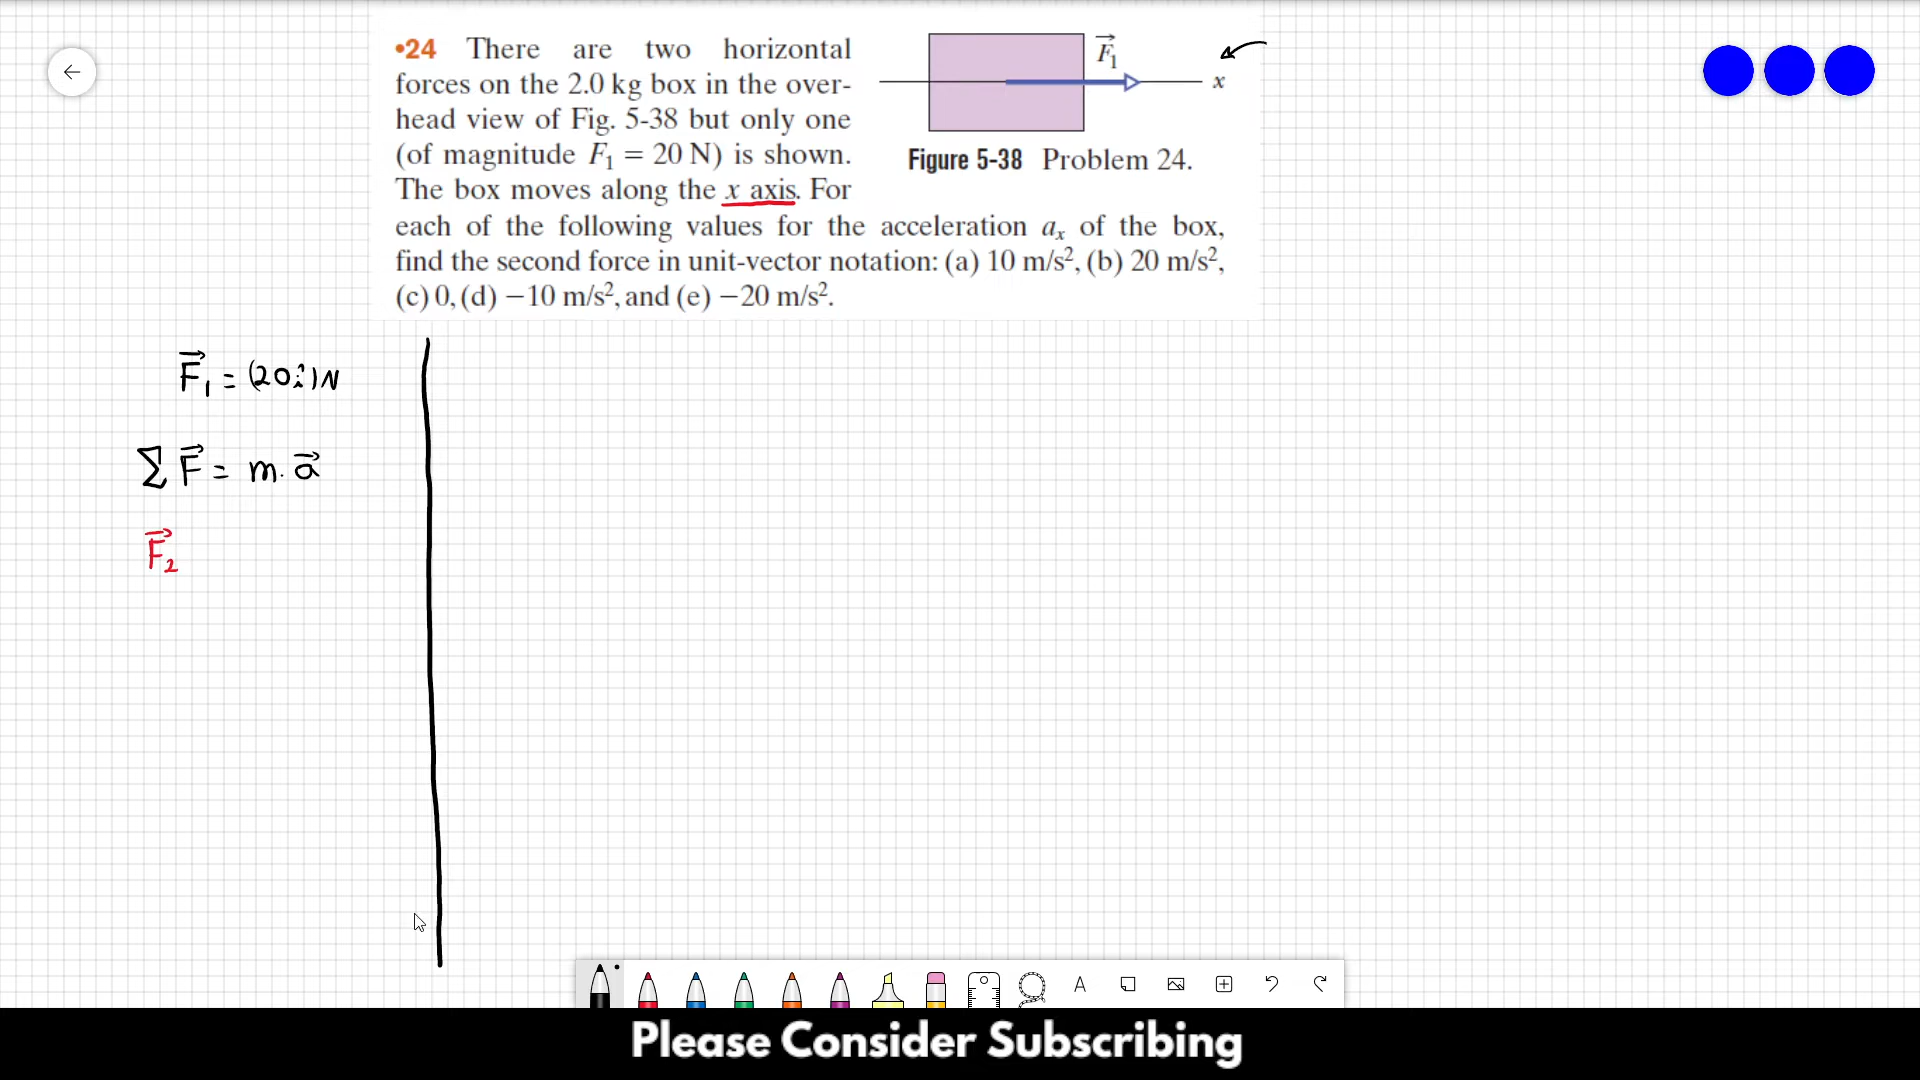 •24 There are two horizontal
forces on the 2.0 kg box in the over-
head view of Fig. 5-38 but only one
(of magnitude F₁ = 20 N) is shown.
The box moves along the x axis. For
each of the following values for the acceleration aₓ of the box,
find the second force in unit-vector notation: (a) 10 m/s², (b) 20 m/s²,
(c) 0, (d) −10 m/s², and (e) −20 m/s².
F⃗₁
x
Figure 5-38 Problem 24.
F⃗₁ = (20î)N
∑ F⃗ = m. a⃗
F⃗₂
A
Please Consider Subscribing